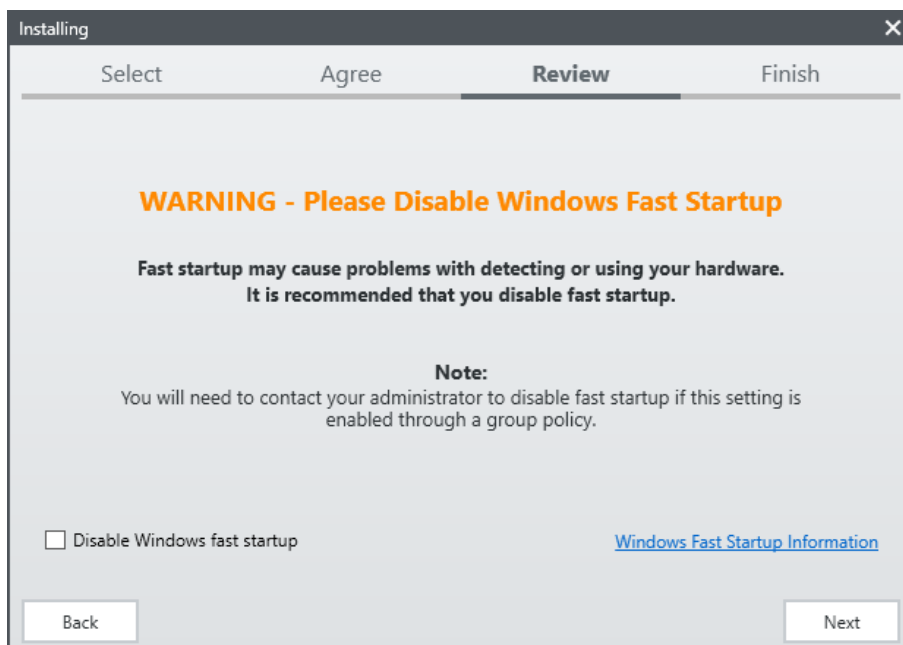 Installing
Select Agree Review Finish
WARNING - Please Disable Windows Fast Startup
Fast startup may cause problems with detecting or using your hardware.
It is recommended that you disable fast startup.
Note:
You will need to contact your administrator to disable fast startup if this setting is
enabled through a group policy.
Disable Windows fast startup Windows Fast Startup Information
Back Next